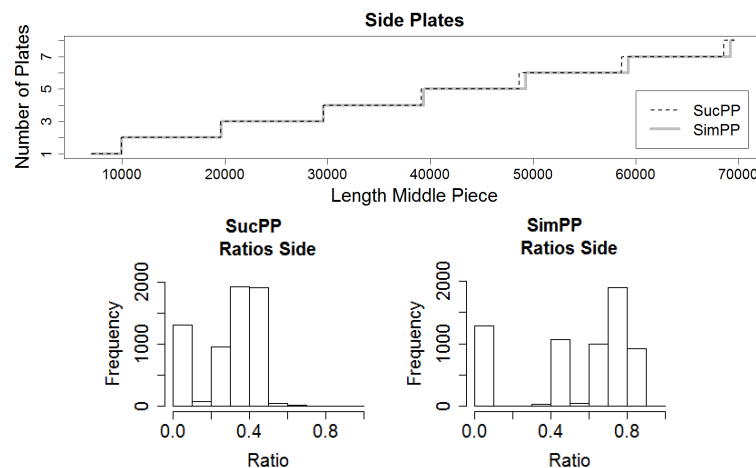 Side Plates
Number of Plates
1 3 5 7
SucPP
SimPP
10000 20000 30000 40000 50000 60000 70000
Length Middle Piece
SucPP
Ratios Side
Frequency
0 1000 2000
0.0 0.4 0.8
Ratio
SimPP
Ratios Side
Frequency
0 1000 2000
0.0 0.4 0.8
Ratio